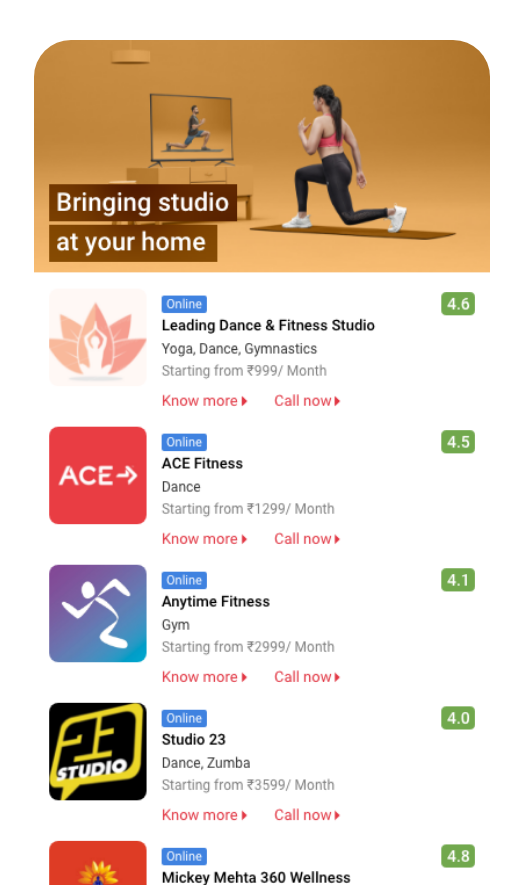 Bringing studio
at your home
Online
4.6
Leading Dance & Fitness Studio
Yoga, Dance, Gymnastics
Starting from ₹999/ Month
Know more Call now
ACE
Online
4.5
ACE Fitness
Dance
Starting from ₹1299/ Month
Know more Call now
Online
4.1
Anytime Fitness
Gym
Starting from ₹2999/ Month
Know more Call now
23
STUDIO
Online
4.0
Studio 23
Dance, Zumba
Starting from ₹3599/ Month
Know more Call now
Online
4.8
Mickey Mehta 360 Wellness